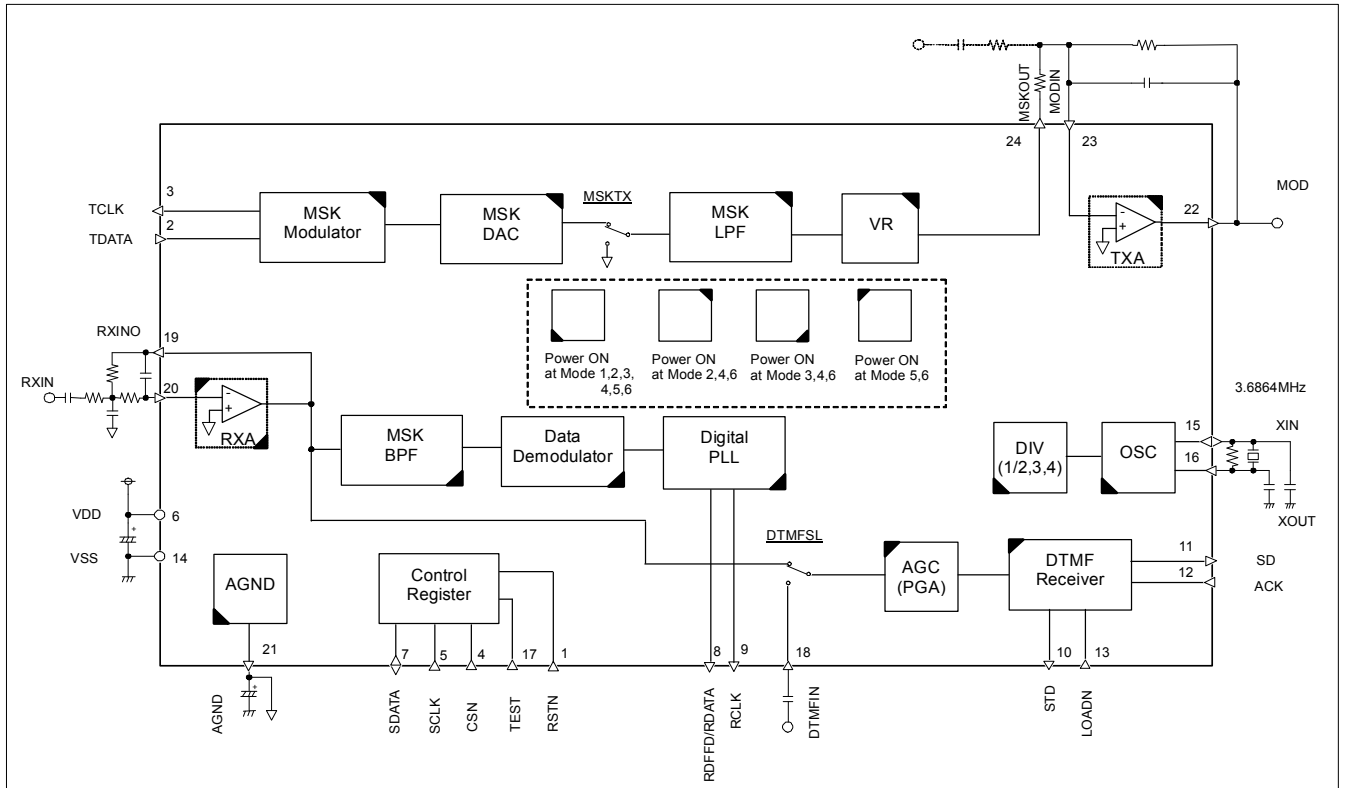 MSKOUT
MODIN
24
23
3
TCLK
2
TDATA
MSK
Modulator
MSK
DAC
MSKTX
MSK
LPF
VR
-
+
TXA
22
MOD
Power ON
at Mode 1,2,3,
4,5,6
Power ON
at Mode 2,4,6
Power ON
at Mode 3,4,6
Power ON
at Mode 5,6
RXINO
19
RXIN
20
-
+
RXA
MSK
BPF
Data
Demodulator
Digital
PLL
DIV
(1/2,3,4)
OSC
3.6864MHz
15
XIN
16
XOUT
VDD
6
+
VSS
14
AGND
21
+
AGND
Control
Register
7
5
4
17
1
SDATA
SCLK
CSN
TEST
RSTN
8
9
RDFFD/RDATA
RCLK
DTMFSL
18
DTMFIN
AGC
(PGA)
DTMF
Receiver
11
SD
12
ACK
10
13
STD
LOADN